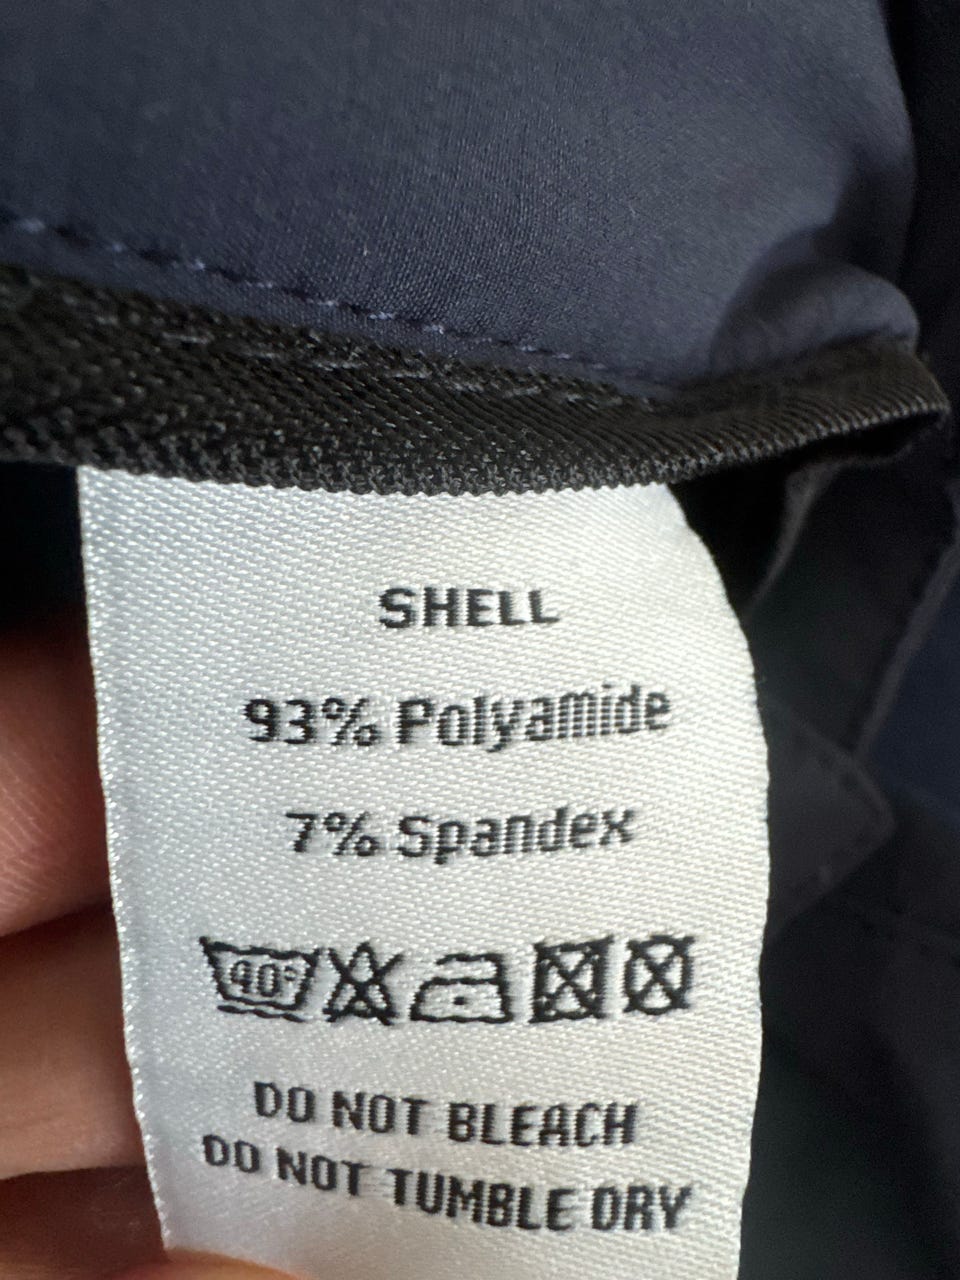 SHELL
93% Polyamide
7% Spandex
40°
DO NOT BLEACH
DO NOT TUMBLE DRY